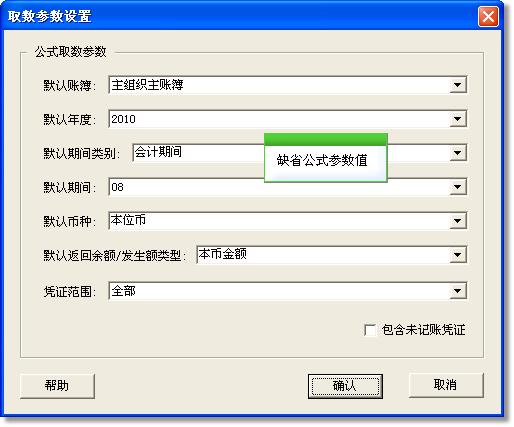 取数参数设置
公式取数参数
默认账簿: 主组织主账簿
默认年度: 2010
默认期间类别: 会计期间
缺省公式参数值
默认期间: 08
默认币种: 本位币
默认返回余额/发生额类型: 本币金额
凭证范围: 全部
包含未记账凭证
帮助 确认 取消